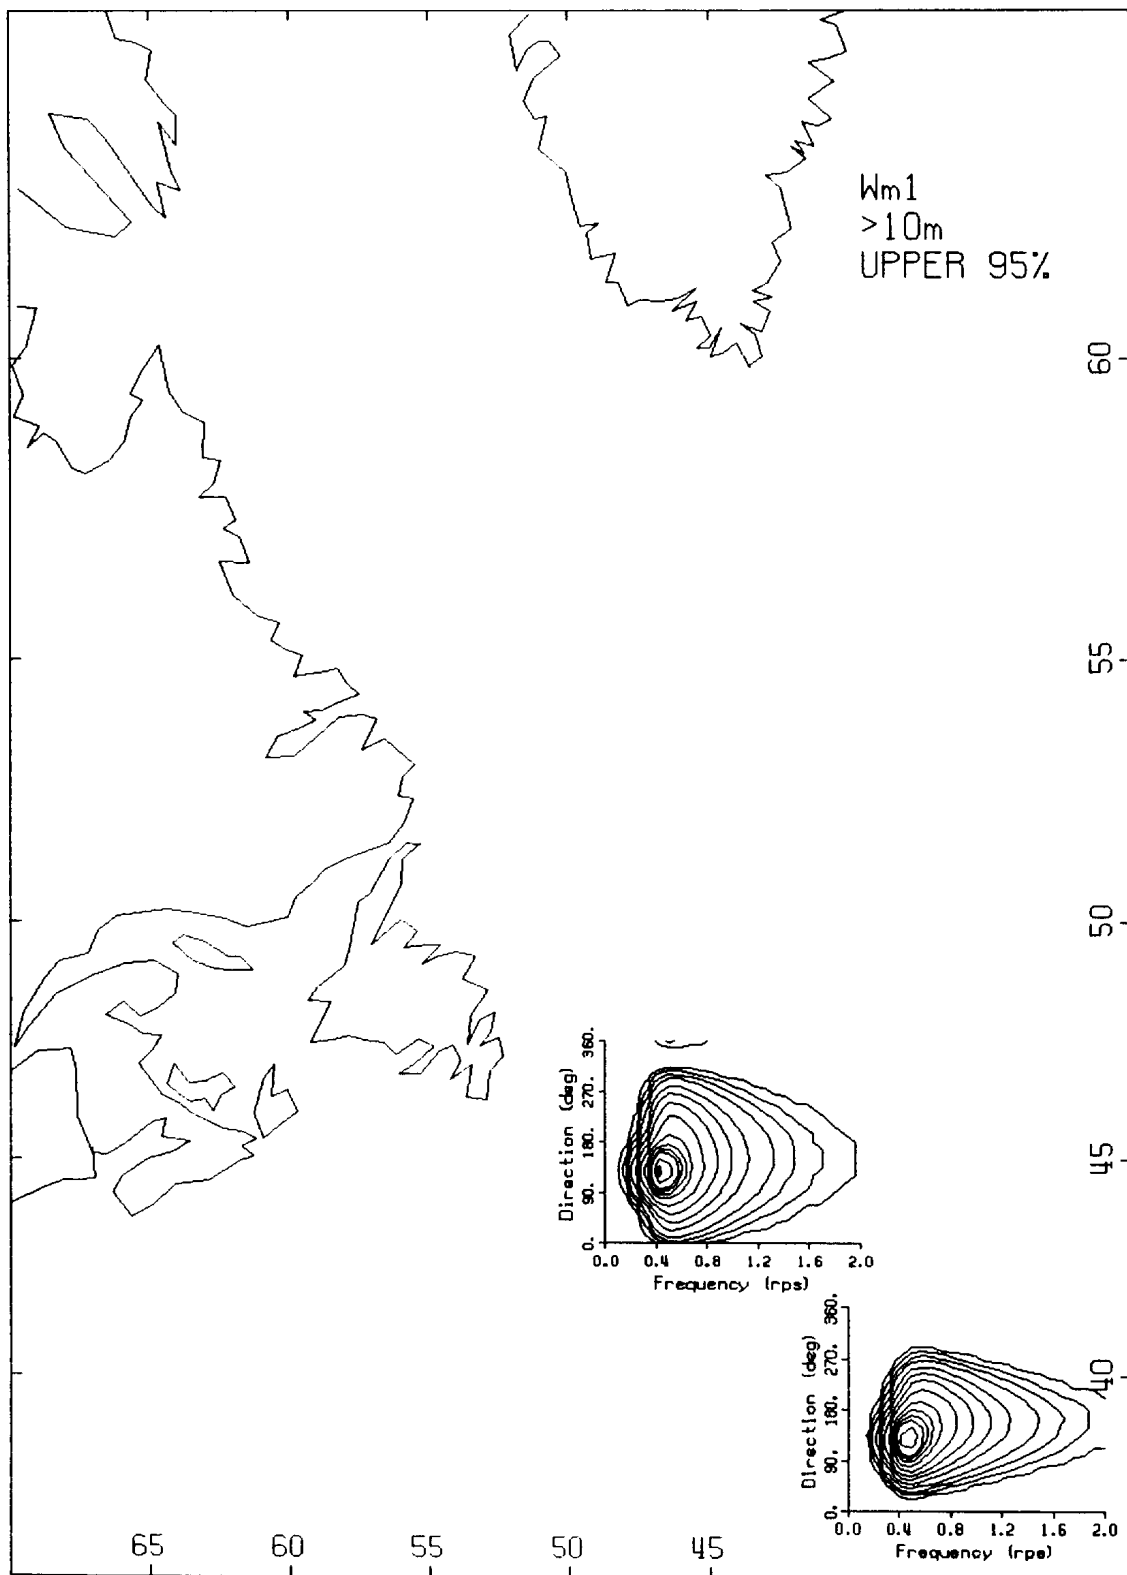 Wm1
>10m
UPPER 95%
60
55
50
45
40
65
60
55
50
45
Direction (deg)
360.
270.
180.
90.
0.
0.0 0.4 0.8 1.2 1.6 2.0
Frequency (rps)
Direction (deg)
360.
270.
180.
90.
0.
0.0 0.4 0.8 1.2 1.6 2.0
Frequency (rps)